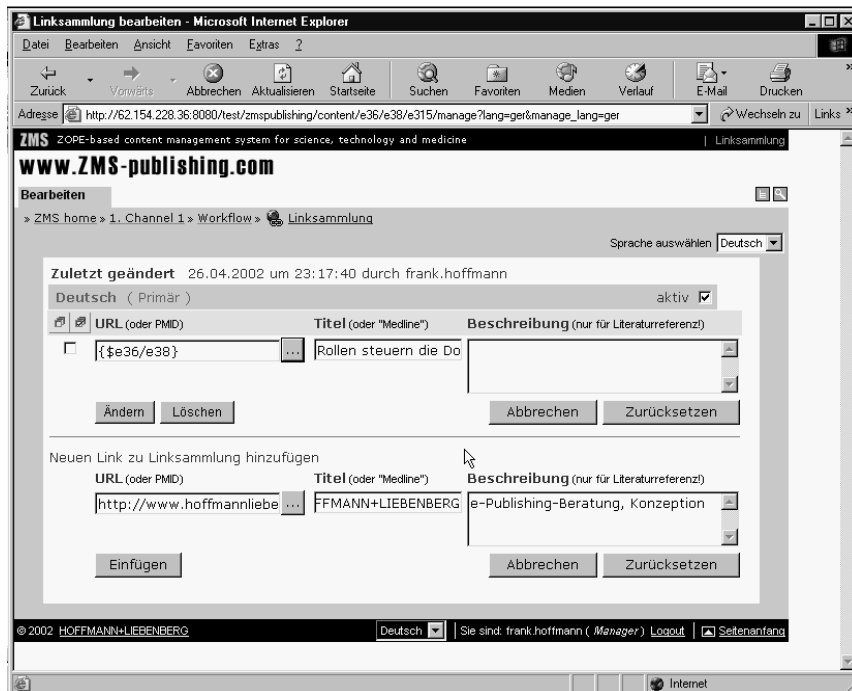 Linksammlung bearbeiten - Microsoft Internet Explorer
Datei Bearbeiten Ansicht Favoriten Extras ?
Zurück Vorwärts Abbrechen Aktualisieren Startseite Suchen Favoriten Medien Verlauf E-Mail Drucken »
Adresse http://62.154.228.36:8080/test/zmspublishing/content/e36/e38/e315/manage?lang=ger&manage_lang=ger Wechseln zu Links »
ZMS ZOPE-based content management system for science, technology and medicine | Linksammlung
www.ZMS-publishing.com
Bearbeiten
» ZMS home » 1. Channel 1 » Workflow » Linksammlung
Sprache auswählen Deutsch
Zuletzt geändert 26.04.2002 um 23:17:40 durch frank.hoffmann
Deutsch ( Primär ) aktiv
URL (oder PMID) Titel (oder "Medline") Beschreibung (nur für Literaturreferenz!)
{$e36/e38} ... Rollen steuern die Do
Ändern Löschen Abbrechen Zurücksetzen
Neuen Link zu Linksammlung hinzufügen
URL (oder PMID) Titel (oder "Medline") Beschreibung (nur für Literaturreferenz!)
http://www.hoffmannliebe ... FFMANN+LIEBENBERG e-Publishing-Beratung, Konzeption
Einfügen Abbrechen Zurücksetzen
© 2002 HOFFMANN+LIEBENBERG Deutsch | Sie sind: frank.hoffmann ( Manager ) Logout | Seitenanfang
Internet